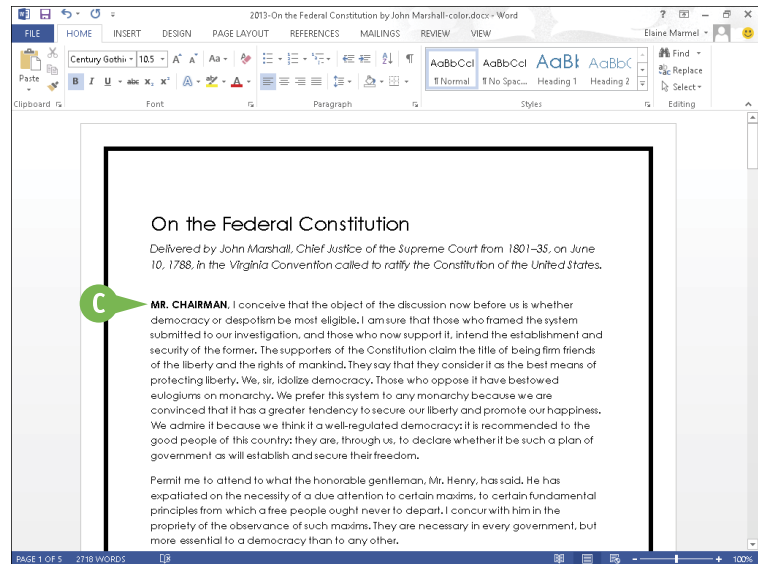 2013-On the Federal Constitution by John Marshall-color.docx - Word
FILE HOME INSERT DESIGN PAGE LAYOUT REFERENCES MAILINGS REVIEW VIEW Elaine Marmel
Paste
Century Gothi 10.5 A A Aa
B I U abc X₂ X² A A
AaBbCcI AaBbCcI AaBb AaBbC
¶ Normal ¶ No Spac... Heading 1 Heading 2
Find
Replace
Select
Clipboard Font Paragraph Styles Editing
On the Federal Constitution
Delivered by John Marshall, Chief Justice of the Supreme Court from 1801–35, on June
10, 1788, in the Virginia Convention called to ratify the Constitution of the United States.
C
MR. CHAIRMAN, I conceive that the object of the discussion now before us is whether
democracy or despotism be most eligible. I am sure that those who framed the system
submitted to our investigation, and those who now support it, intend the establishment and
security of the former. The supporters of the Constitution claim the title of being firm friends
of the liberty and the rights of mankind. They say that they consider it as the best means of
protecting liberty. We, sir, idolize democracy. Those who oppose it have bestowed
eulogiums on monarchy. We prefer this system to any monarchy because we are
convinced that it has a greater tendency to secure our liberty and promote our happiness.
We admire it because we think it a well-regulated democracy: it is recommended to the
good people of this country: they are, through us, to declare whether it be such a plan of
government as will establish and secure their freedom.
Permit me to attend to what the honorable gentleman, Mr. Henry, has said. He has
expatiated on the necessity of a due attention to certain maxims, to certain fundamental
principles from which a free people ought never to depart. I concur with him in the
propriety of the observance of such maxims. They are necessary in every government, but
more essential to a democracy than to any other.
PAGE 1 OF 5 2718 WORDS 100%